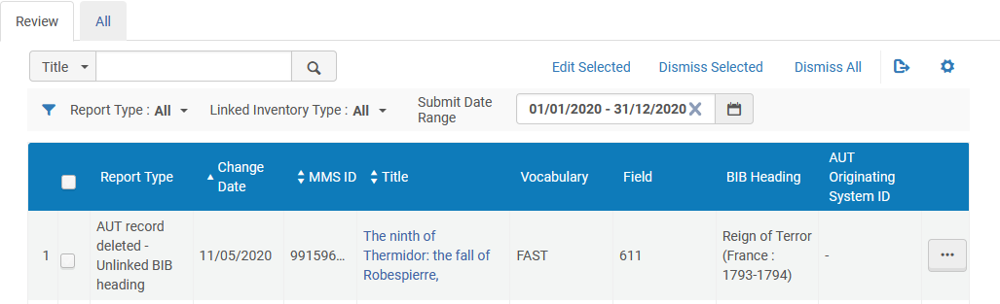 Review All
Title
Edit Selected Dismiss Selected Dismiss All
Report Type : All Linked Inventory Type : All Submit Date Range 01/01/2020 - 31/12/2020
Report Type Change Date MMS ID Title Vocabulary Field BIB Heading AUT Originating System ID
1 AUT record deleted - Unlinked BIB heading 11/05/2020 991596... The ninth of Thermidor: the fall of Robespierre, FAST 611 Reign of Terror (France : 1793-1794) -